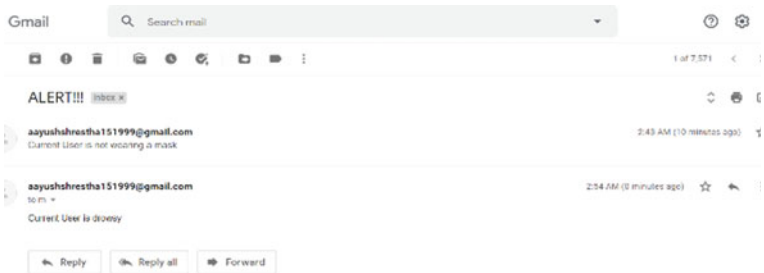 Gmail
Search mail
1 of 7,571
ALERT!!! Inbox x
aayushshrestha151999@gmail.com
2:43 AM (10 minutes ago)
Current User is not wearing a mask
aayushshrestha151999@gmail.com
2:54 AM (0 minutes ago)
to m
Current User is drowsy
Reply
Reply all
Forward